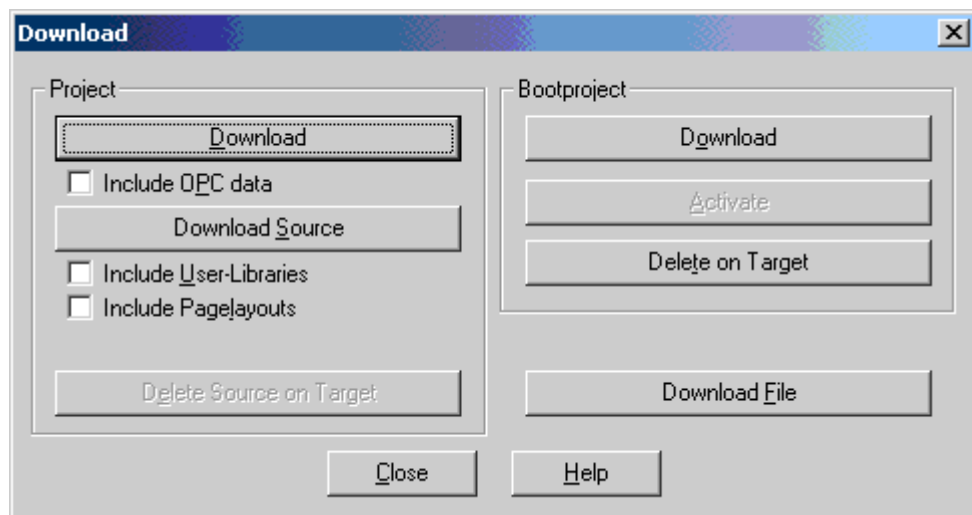 Download
Project
Download
Include OPC data
Download Source
Include User-Libraries
Include Pagelayouts
Delete Source on Target
Bootproject
Download
Activate
Delete on Target
Download File
Close
Help